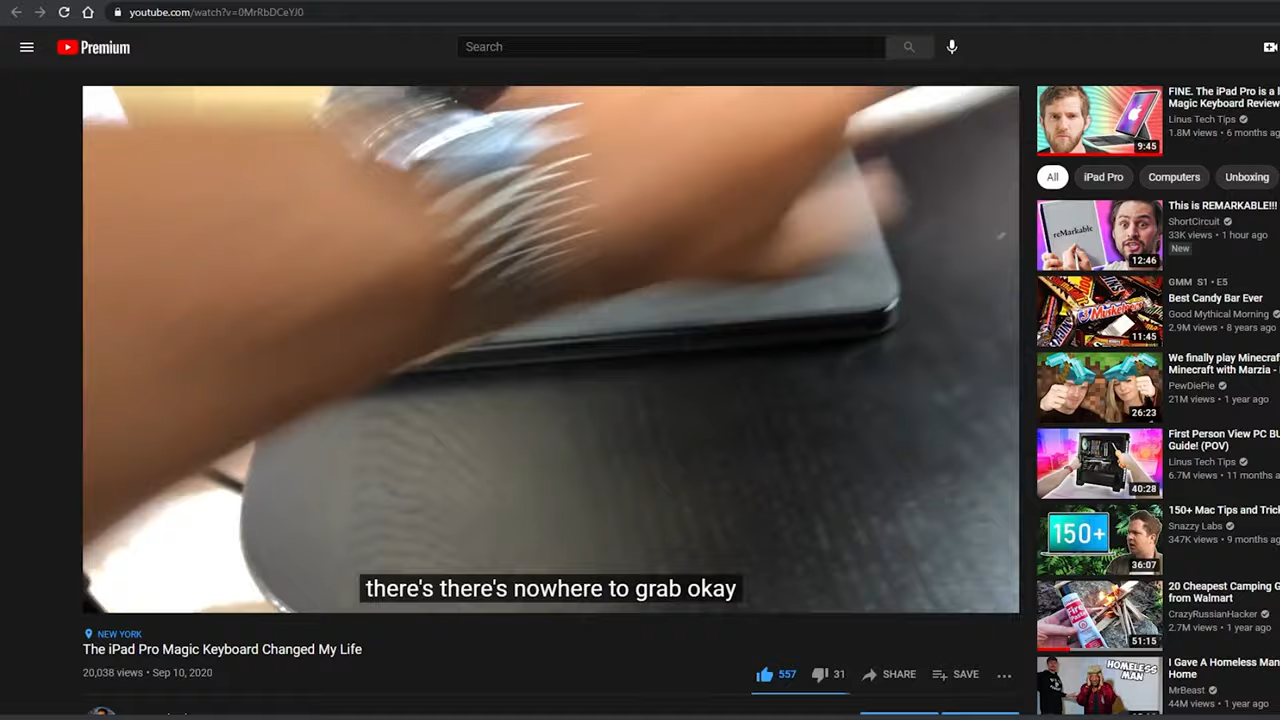 youtube.com/watch?v=0MrRbDCeYJ0
Premium
Search
there's there's nowhere to grab okay
NEW YORK
The iPad Pro Magic Keyboard Changed My Life
20,038 views • Sep 10, 2020
557
31
SHARE
SAVE
9:45
FINE. The iPad Pro is a
Magic Keyboard Review
Linus Tech Tips
1.8M views • 6 months
All
iPad Pro
Computers
Unboxing
reMarkable
12:46
This is REMARKABLE!!!
ShortCircuit
33K views • 1 hour ago
New
Musketeers
11:45
GMM S1 • E5
Best Candy Bar Ever
Good Mythical Morning
2.9M views • 8 years ago
26:23
We finally play Minecraf
Minecraft with Marzia -
PewDiePie
21M views • 1 year ago
40:28
First Person View PC BU
Guide! (POV)
Linus Tech Tips
6.7M views • 11 months
150+
36:07
150+ Mac Tips and Tric
Snazzy Labs
347K views • 9 months
51:15
20 Cheapest Camping G
from Walmart
CrazyRussianHacker
2.7M views • 1 year ago
HOMELESS
MAN
I Gave A Homeless Man
Home
MrBeast
44M views • 1 year ago